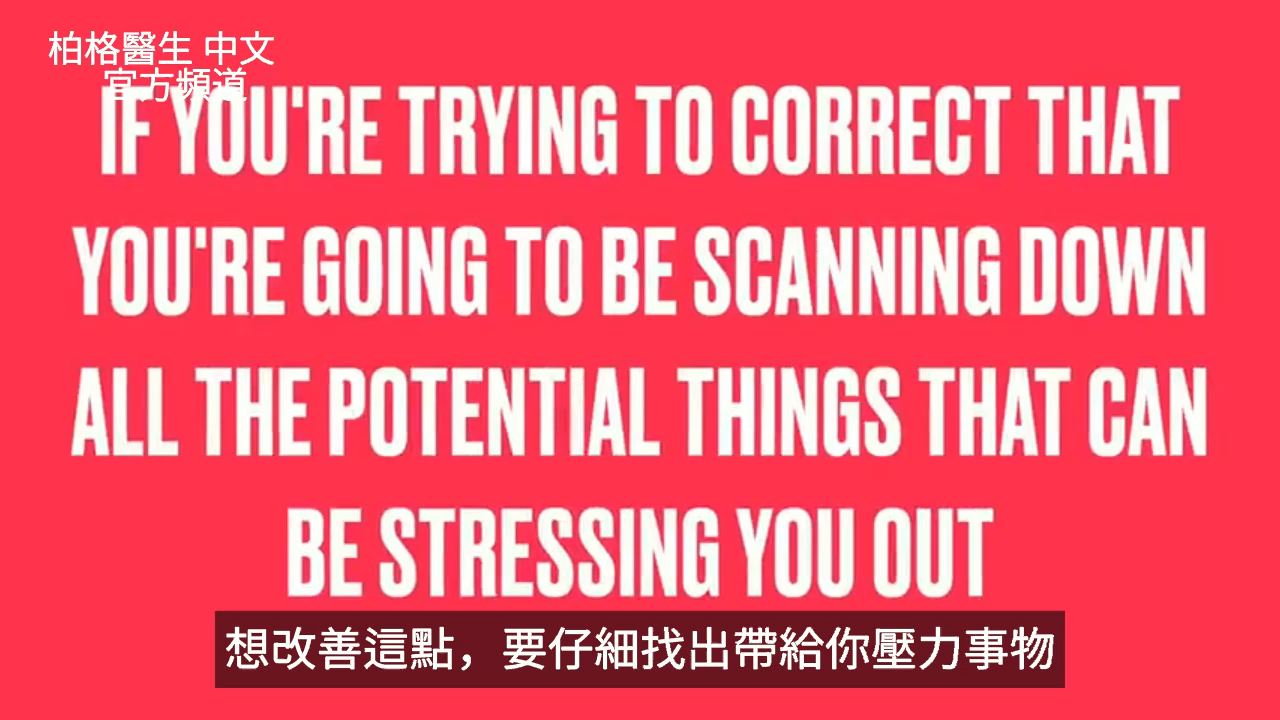 柏格醫生 中文
官方頻道
IF YOU'RE TRYING TO CORRECT THAT
YOU'RE GOING TO BE SCANNING DOWN
ALL THE POTENTIAL THINGS THAT CAN
BE STRESSING YOU OUT
想改善這點，要仔細找出帶給你壓力事物